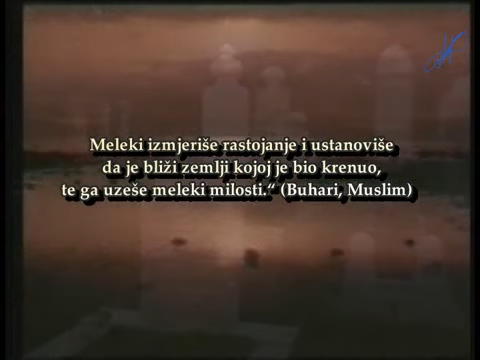 Meleki izmjeriše rastojanje i ustanoviše
da je bliži zemlji kojoj je bio krenuo,
te ga uzeše meleki milosti.“ (Buhari, Muslim)